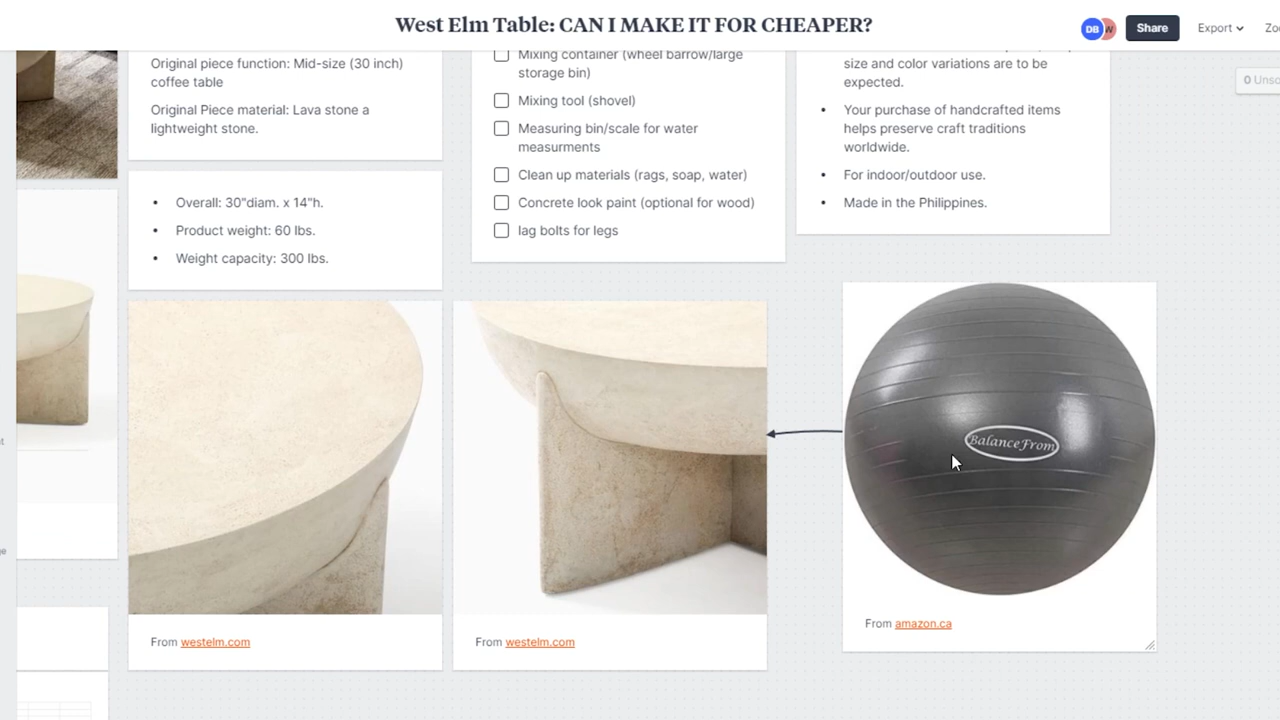 West Elm Table: CAN I MAKE IT FOR CHEAPER?
DB
W
Share
Export
Original piece function: Mid-size (30 inch)
coffee table
Original Piece material: Lava stone a
lightweight stone.
Overall: 30"diam. x 14"h.
Product weight: 60 lbs.
Weight capacity: 300 lbs.
Mixing container (wheel barrow/large
storage bin)
Mixing tool (shovel)
Measuring bin/scale for water
measurments
Clean up materials (rags, soap, water)
Concrete look paint (optional for wood)
lag bolts for legs
size and color variations are to be
expected.
Your purchase of handcrafted items
helps preserve craft traditions
worldwide.
For indoor/outdoor use.
Made in the Philippines.
BalanceFrom
From westelm.com
From westelm.com
From amazon.ca